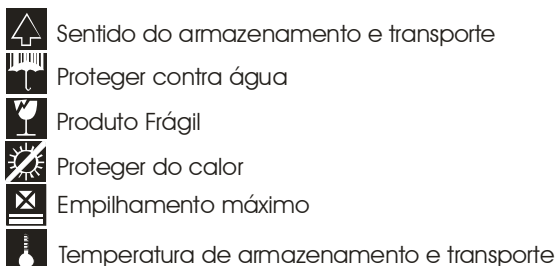 Sentido do armazenamento e transporte
Proteger contra água
Produto Frágil
Proteger do calor
Empilhamento máximo
Temperatura de armazenamento e transporte